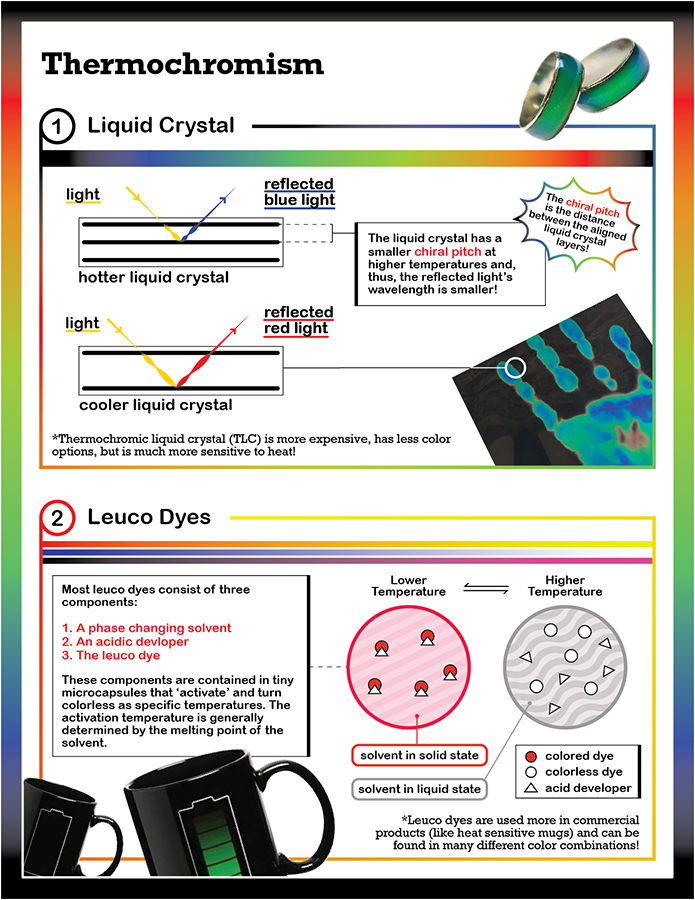 Thermochromism
1 Liquid Crystal
light
reflected
blue light
hotter liquid crystal
The liquid crystal has a
smaller chiral pitch at
higher temperatures and,
thus, the reflected light's
wavelength is smaller!
The chiral pitch
is the distance
between the aligned
liquid crystal
layers!
light
reflected
red light
cooler liquid crystal
*Thermochromic liquid crystal (TLC) is more expensive, has less color
options, but is much more sensitive to heat!
2 Leuco Dyes
Most leuco dyes consist of three
components:
1. A phase changing solvent
2. An acidic devloper
3. The leuco dye
These components are contained in tiny
microcapsules that 'activate' and turn
colorless as specific temperatures. The
activation temperature is generally
determined by the melting point of the
solvent.
Lower
Temperature
Higher
Temperature
solvent in solid state
solvent in liquid state
colored dye
colorless dye
acid developer
*Leuco dyes are used more in commercial
products (like heat sensitive mugs) and can be
found in many different color combinations!